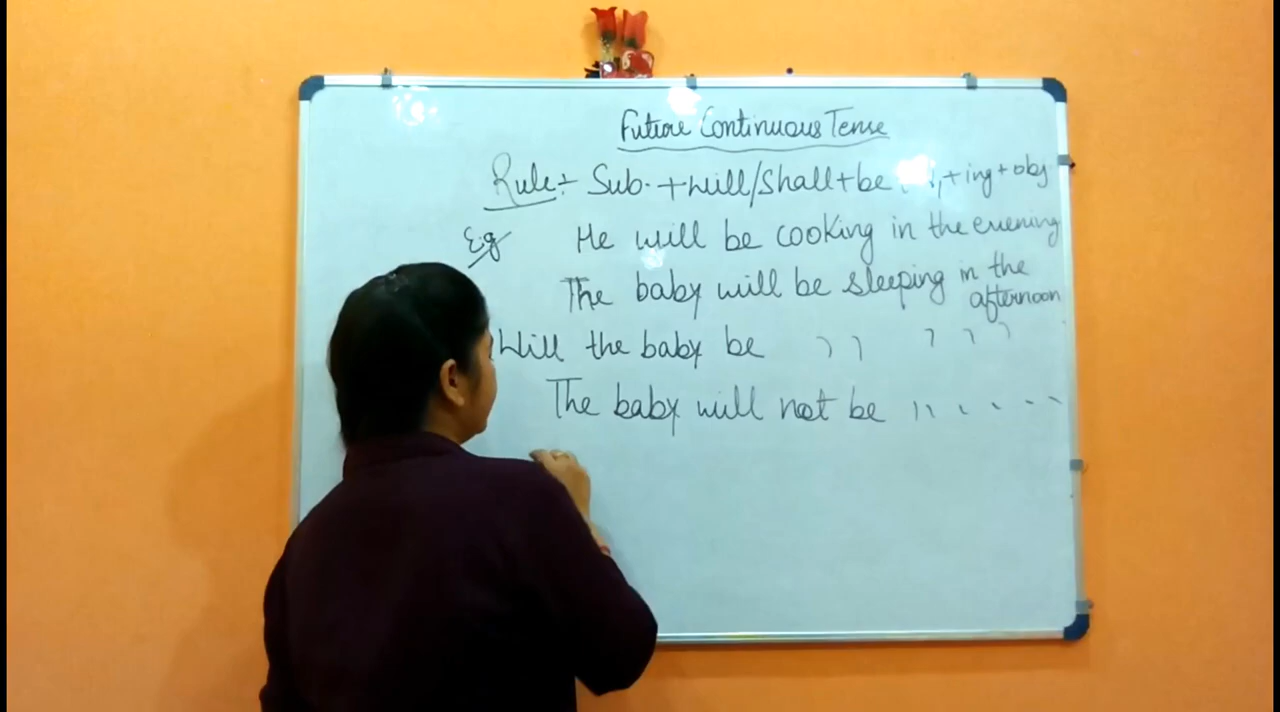 Future Continuous Tense
Rule:- Sub. + will/shall + be + ing + obj
Eg He will be cooking in the evening
The baby will be sleeping in the
afternoon
Will the baby be " " "
The baby will not be " " "